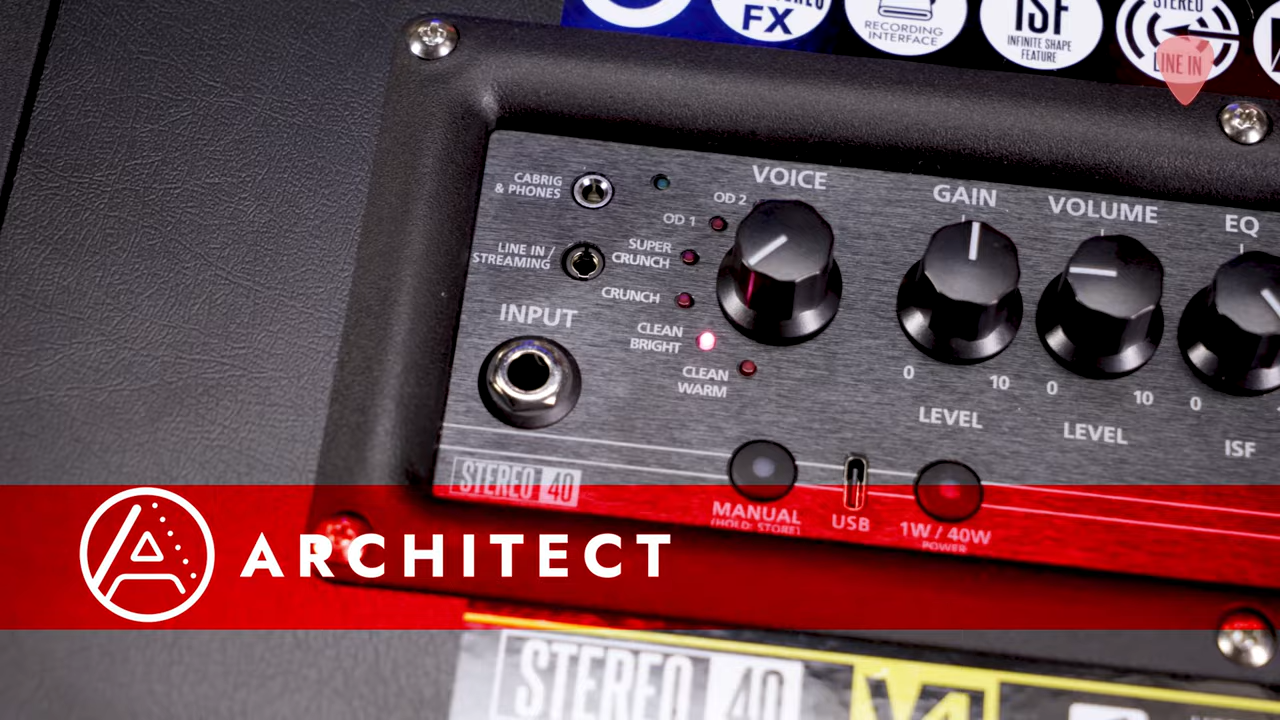 FX
RECORDING
INTERFACE
ISF
INFINITE SHAPE
FEATURE
STEREO
LINE IN
CABRIG
& PHONES
LINE IN /
STREAMING
INPUT
VOICE
OD 2
OD 1
SUPER
CRUNCH
CRUNCH
CLEAN
BRIGHT
CLEAN
WARM
GAIN
0 10
LEVEL
VOLUME
0 10
LEVEL
EQ
0
ISF
STEREO 40
MANUAL
(HOLD: STORE)
USB
1W / 40W
POWER
ARCHITECT
STEREO 40